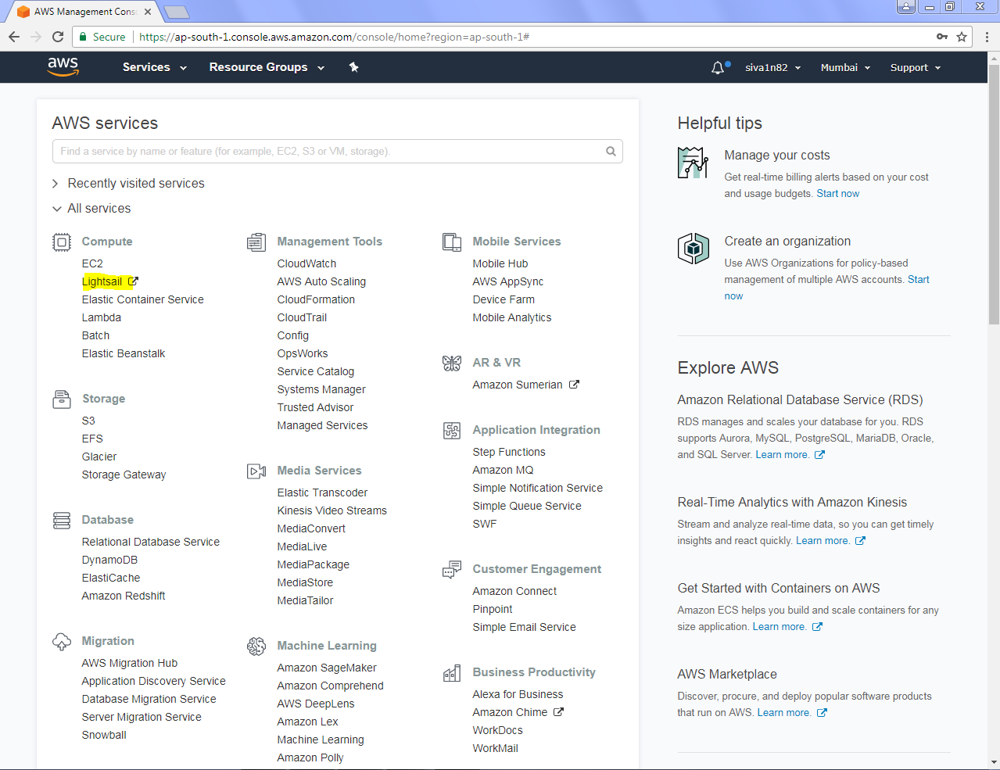 AWS Management Conso
Secure
https://ap-south-1.console.aws.amazon.com/console/home?region=ap-south-1#
aws
Services
Resource Groups
siva1n82
Mumbai
Support
AWS services
Find a service by name or feature (for example, EC2, S3 or VM, storage).
Recently visited services
All services
Compute
EC2
Lightsail
Elastic Container Service
Lambda
Batch
Elastic Beanstalk
Storage
S3
EFS
Glacier
Storage Gateway
Database
Relational Database Service
DynamoDB
ElastiCache
Amazon Redshift
Migration
AWS Migration Hub
Application Discovery Service
Database Migration Service
Server Migration Service
Snowball
Management Tools
CloudWatch
AWS Auto Scaling
CloudFormation
CloudTrail
Config
OpsWorks
Service Catalog
Systems Manager
Trusted Advisor
Managed Services
Media Services
Elastic Transcoder
Kinesis Video Streams
MediaConvert
MediaLive
MediaPackage
MediaStore
MediaTailor
Machine Learning
Amazon SageMaker
Amazon Comprehend
AWS DeepLens
Amazon Lex
Machine Learning
Amazon Polly
Mobile Services
Mobile Hub
AWS AppSync
Device Farm
Mobile Analytics
AR & VR
Amazon Sumerian
Application Integration
Step Functions
Amazon MQ
Simple Notification Service
Simple Queue Service
SWF
Customer Engagement
Amazon Connect
Pinpoint
Simple Email Service
Business Productivity
Alexa for Business
Amazon Chime
WorkDocs
WorkMail
Helpful tips
Manage your costs
Get real-time billing alerts based on your cost
and usage budgets. Start now
Create an organization
Use AWS Organizations for policy-based
management of multiple AWS accounts. Start
now
Explore AWS
Amazon Relational Database Service (RDS)
RDS manages and scales your database for you. RDS
supports Aurora, MySQL, PostgreSQL, MariaDB, Oracle,
and SQL Server. Learn more.
Real-Time Analytics with Amazon Kinesis
Stream and analyze real-time data, so you can get timely
insights and react quickly. Learn more.
Get Started with Containers on AWS
Amazon ECS helps you build and scale containers for any
size application. Learn more.
AWS Marketplace
Discover, procure, and deploy popular software products
that run on AWS. Learn more.